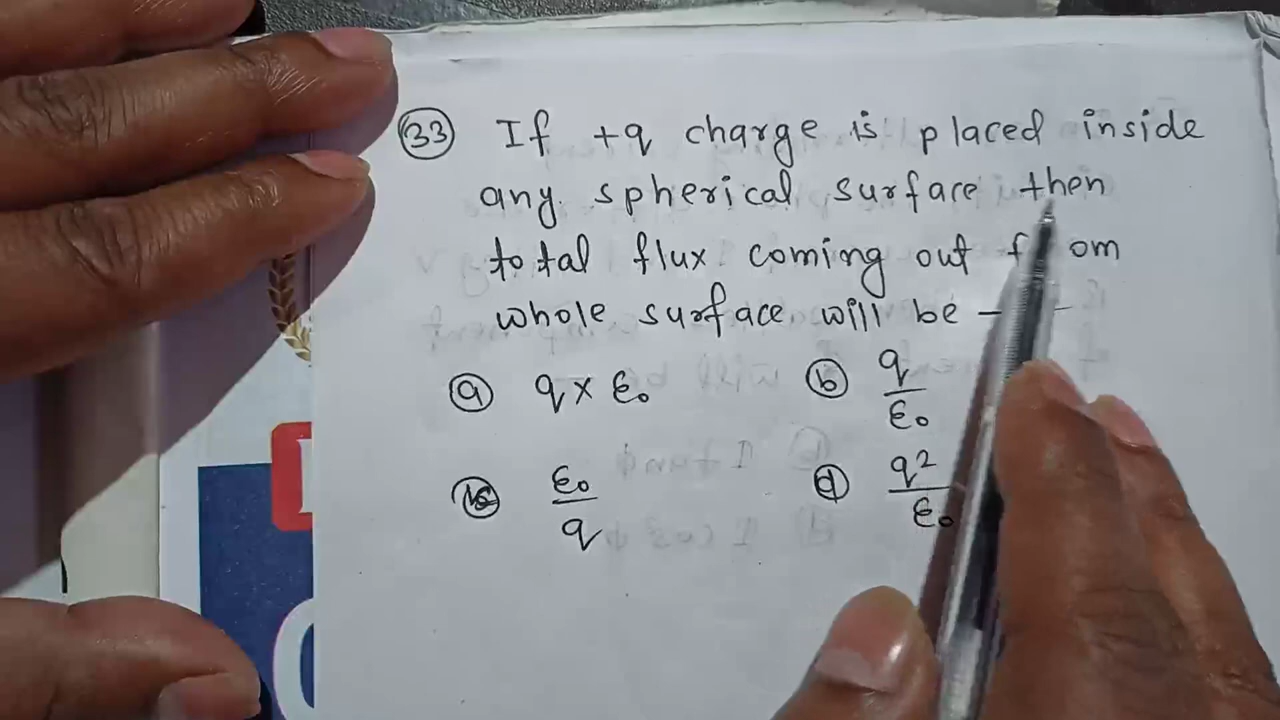 33 If +q charge is placed inside
any spherical surface then
total flux coming out from
whole surface will be - -
a q × ε₀ b q/ε₀
c ε₀/q d q²/ε₀